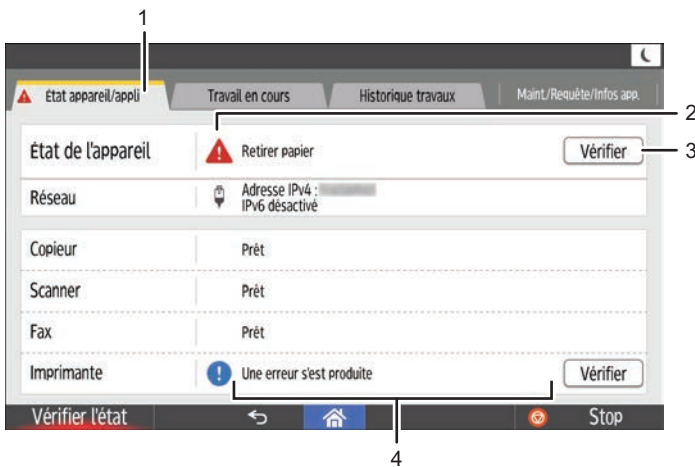 1
État appareil/appli Travail en cours Historique travaux Maint./Requête/Infos app.
2
État de l'appareil Retirer papier Vérifier 3
Réseau Adresse IPv4 :
IPv6 désactivé
Copieur Prêt
Scanner Prêt
Fax Prêt
Imprimante Une erreur s'est produite Vérifier
Vérifier l'état Stop
4